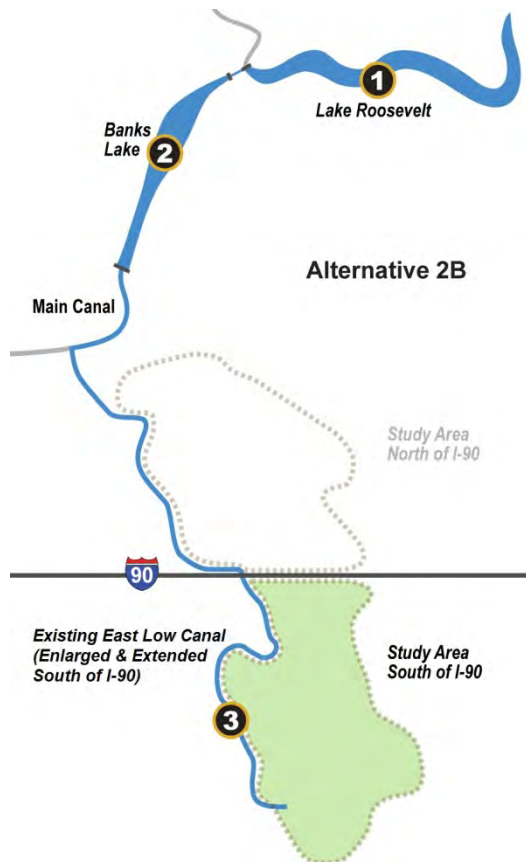 1
Lake Roosevelt
Banks
Lake
2
Alternative 2B
Main Canal
Study Area
North of I-90
90
Existing East Low Canal
(Enlarged & Extended
South of I-90)
Study Area
South of I-90
3